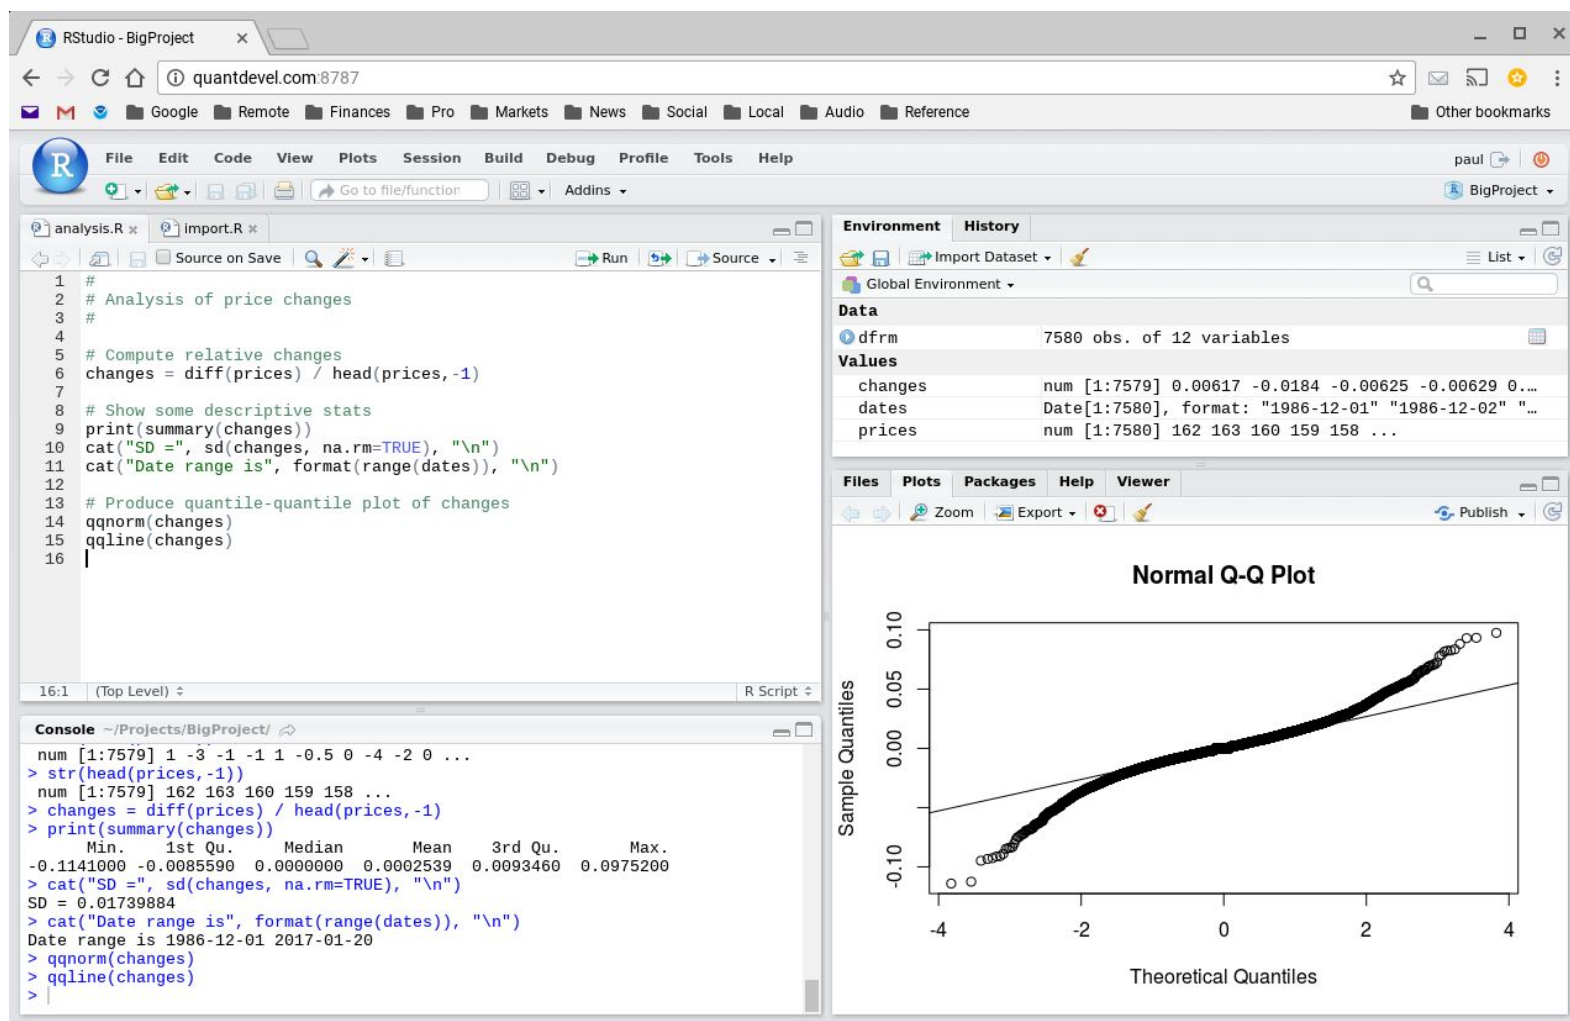 RStudio - BigProject
quantdevel.com:8787
Google Remote Finances Pro Markets News Social Local Audio Reference Other bookmarks
File Edit Code View Plots Session Build Debug Profile Tools Help paul
Go to file/function Addins BigProject
analysis.R import.R
Source on Save Run Source
1 #
2 # Analysis of price changes
3 #
4
5 # Compute relative changes
6 changes = diff(prices) / head(prices,-1)
7
8 # Show some descriptive stats
9 print(summary(changes))
10 cat("SD =", sd(changes, na.rm=TRUE), "\n")
11 cat("Date range is", format(range(dates)), "\n")
12
13 # Produce quantile-quantile plot of changes
14 qqnorm(changes)
15 qqline(changes)
16
16:1 (Top Level) R Script
Console ~/Projects/BigProject/
num [1:7579] 1 -3 -1 -1 1 -0.5 0 -4 -2 0 ...
> str(head(prices,-1))
num [1:7579] 162 163 160 159 158 ...
> changes = diff(prices) / head(prices,-1)
> print(summary(changes))
Min. 1st Qu. Median Mean 3rd Qu. Max.
-0.1141000 -0.0085590 0.0000000 0.0002539 0.0093460 0.0975200
> cat("SD =", sd(changes, na.rm=TRUE), "\n")
SD = 0.01739884
> cat("Date range is", format(range(dates)), "\n")
Date range is 1986-12-01 2017-01-20
> qqnorm(changes)
> qqline(changes)
>
Environment History
Import Dataset List
Global Environment
Data
dfrm 7580 obs. of 12 variables
Values
changes num [1:7579] 0.00617 -0.0184 -0.00625 -0.00629 0.…
dates Date[1:7580], format: "1986-12-01" "1986-12-02" "…
prices num [1:7580] 162 163 160 159 158 ...
Files Plots Packages Help Viewer
Zoom Export Publish
Normal Q-Q Plot
Sample Quantiles
0.10
0.05
0.00
-0.10
-4 -2 0 2 4
Theoretical Quantiles